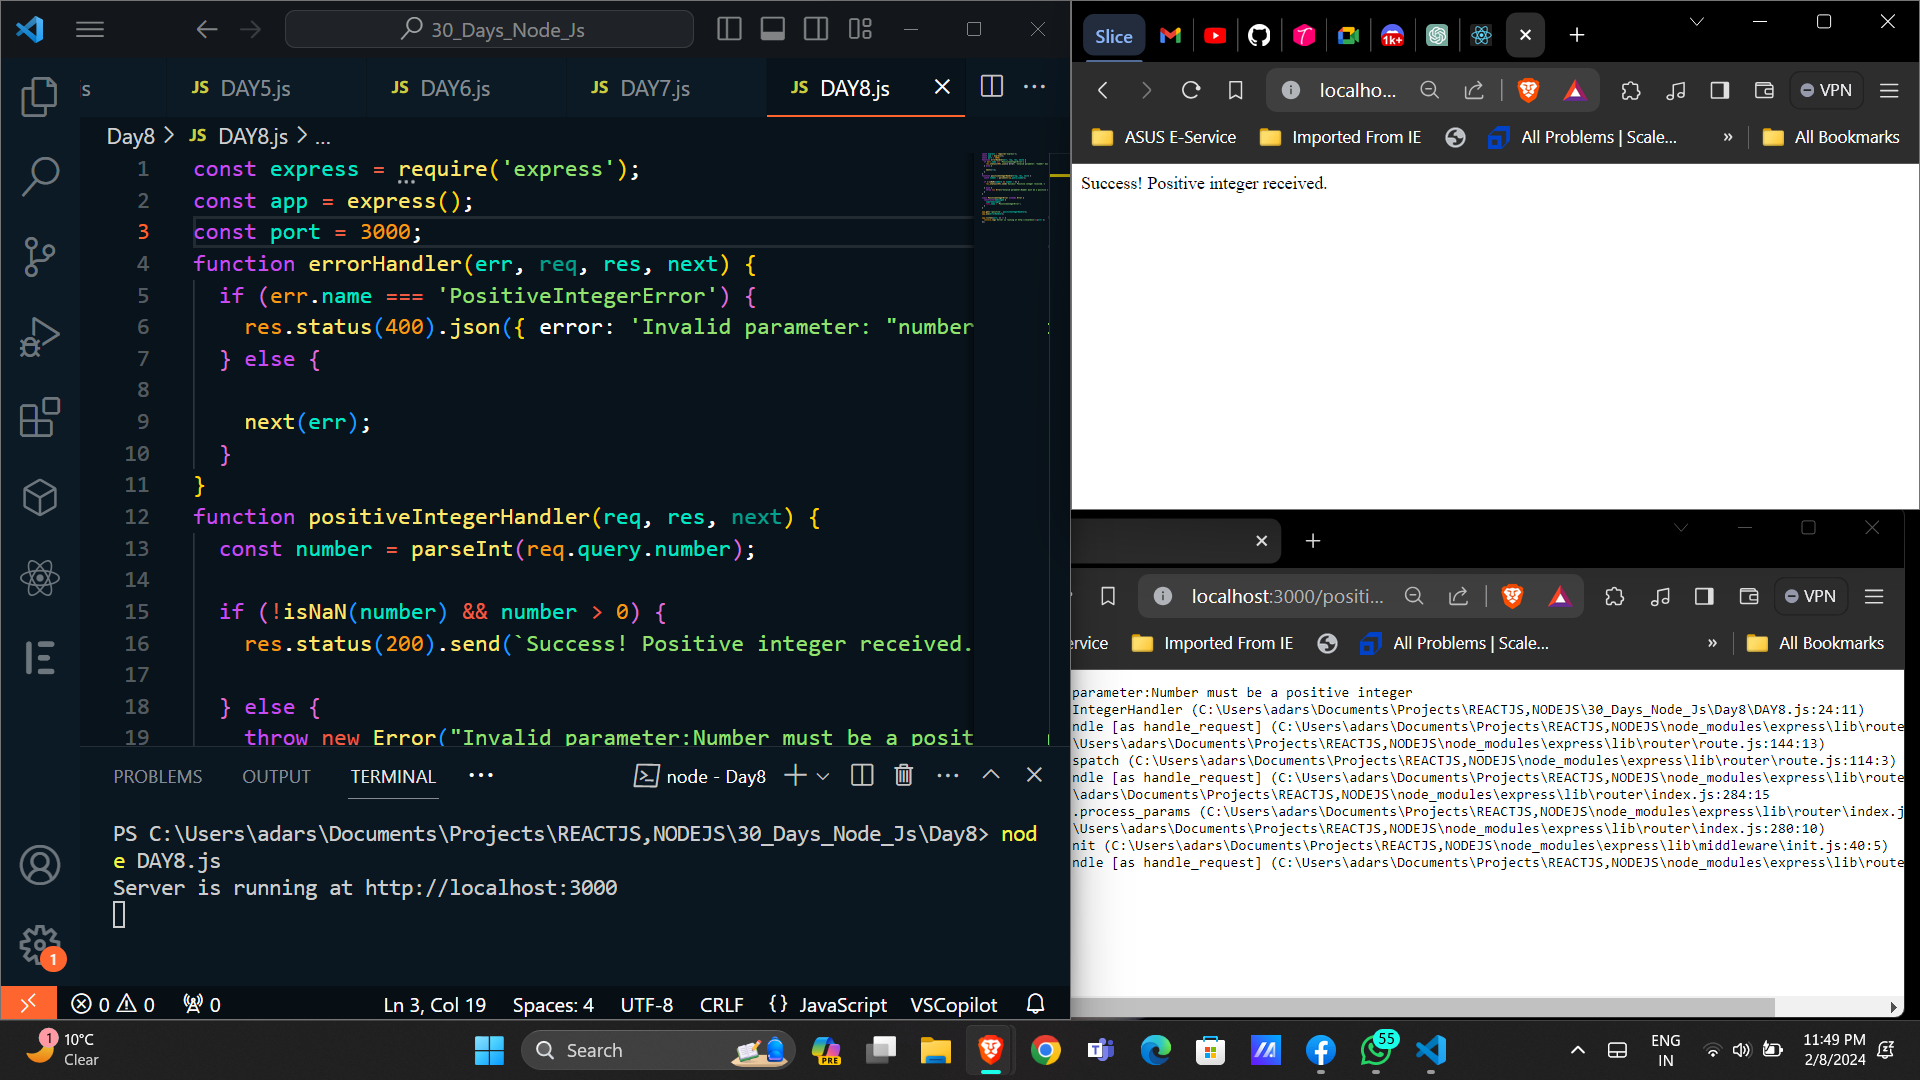 30_Days_Node_Js
js
JS DAY5.js
JS DAY6.js
JS DAY7.js
JS DAY8.js
Day8 > JS DAY8.js > ...
1 const express = require('express');
2 const app = express();
3 const port = 3000;
4 function errorHandler(err, req, res, next) {
5 if (err.name === 'PositiveIntegerError') {
6 res.status(400).json({ error: 'Invalid parameter: "number
7 } else {
8
9 next(err);
10 }
11 }
12 function positiveIntegerHandler(req, res, next) {
13 const number = parseInt(req.query.number);
14
15 if (!isNaN(number) && number > 0) {
16 res.status(200).send(`Success! Positive integer received.
17
18 } else {
19 throw new Error("Invalid parameter:Number must be a posit
PROBLEMS OUTPUT TERMINAL ...
node - Day8
PS C:\Users\adars\Documents\Projects\REACTJS,NODEJS\30_Days_Node_Js\Day8> nod
e DAY8.js
Server is running at http://localhost:3000
1
0 0 0
Ln 3, Col 19 Spaces: 4 UTF-8 CRLF {} JavaScript VSCopilot
Slice
1k+
localho...
VPN
ASUS E-Service Imported From IE All Problems | Scale... » All Bookmarks
Success! Positive integer received.
localhost:3000/positi...
VPN
ervice Imported From IE All Problems | Scale... » All Bookmarks
parameter:Number must be a positive integer
IntegerHandler (C:\Users\adars\Documents\Projects\REACTJS,NODEJS\30_Days_Node_Js\Day8\DAY8.js:24:11)
ndle [as handle_request] (C:\Users\adars\Documents\Projects\REACTJS,NODEJS\node_modules\express\lib\route
\Users\adars\Documents\Projects\REACTJS,NODEJS\node_modules\express\lib\router\route.js:144:13)
spatch (C:\Users\adars\Documents\Projects\REACTJS,NODEJS\node_modules\express\lib\router\route.js:114:3)
ndle [as handle_request] (C:\Users\adars\Documents\Projects\REACTJS,NODEJS\node_modules\express\lib\route
\adars\Documents\Projects\REACTJS,NODEJS\node_modules\express\lib\router\index.js:284:15
.process_params (C:\Users\adars\Documents\Projects\REACTJS,NODEJS\node_modules\express\lib\router\index.j
\Users\adars\Documents\Projects\REACTJS,NODEJS\node_modules\express\lib\router\index.js:280:10)
nit (C:\Users\adars\Documents\Projects\REACTJS,NODEJS\node_modules\express\lib\middleware\init.js:40:5)
ndle [as handle_request] (C:\Users\adars\Documents\Projects\REACTJS,NODEJS\node_modules\express\lib\route
1
10°C
Clear
Search
PRE
55
ENG
IN
11:49 PM
2/8/2024